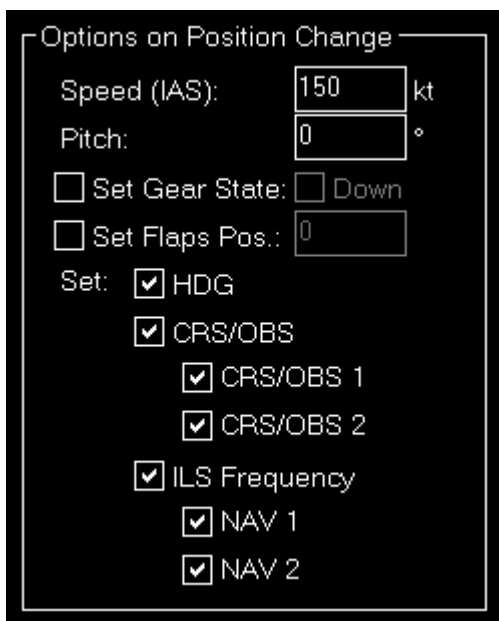 Options on Position Change
Speed (IAS): 150 kt
Pitch: 0 °
Set Gear State: Down
Set Flaps Pos.: 0
Set: HDG
CRS/OBS
CRS/OBS 1
CRS/OBS 2
ILS Frequency
NAV 1
NAV 2